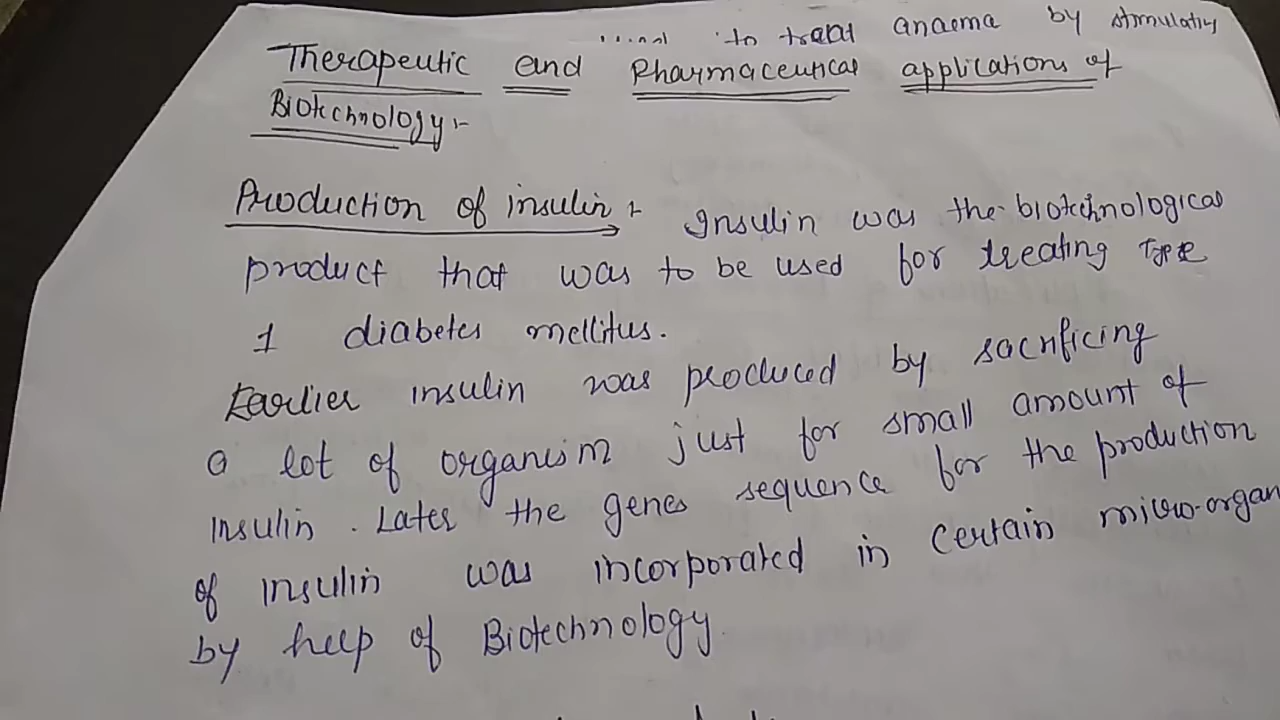 to treat anaema by stimulating
Therapeutic and Pharmaceutical applications of
Biotechnology:-
Production of insulin:- Insulin was the biotechnological
product that was to be used for treating Type
1 diabetes mellitus.
Earlier insulin was produced by sacrificing
a lot of organism just for small amount of
insulin. Later the genes sequence for the production
of insulin was incorporated in certain micro-organ
by help of Biotechnology.